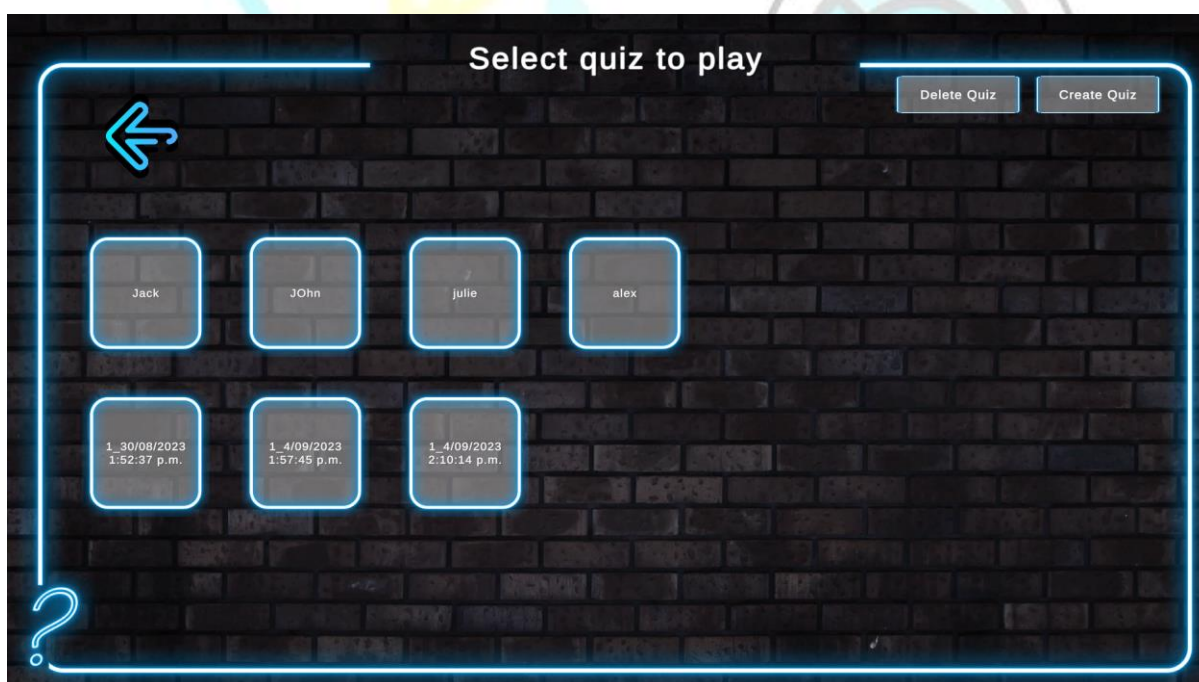 Select quiz to play
Delete Quiz
Create Quiz
Jack
JOhn
julie
alex
1_30/08/2023
1:52:37 p.m.
1_4/09/2023
1:57:45 p.m.
1_4/09/2023
2:10:14 p.m.
?